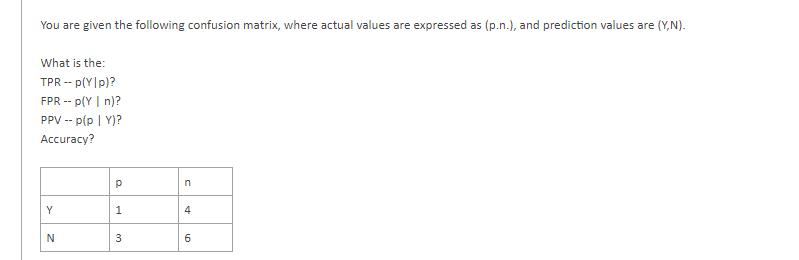 You are given the following confusion matrix, where actual values are expressed as (p.n.), and prediction values are (Y,N).
What is the:
TPR -- p(Y|p)?
FPR -- p(Y | n)?
PPV -- p(p | Y)?
Accuracy?
p n
Y 1 4
N 3 6